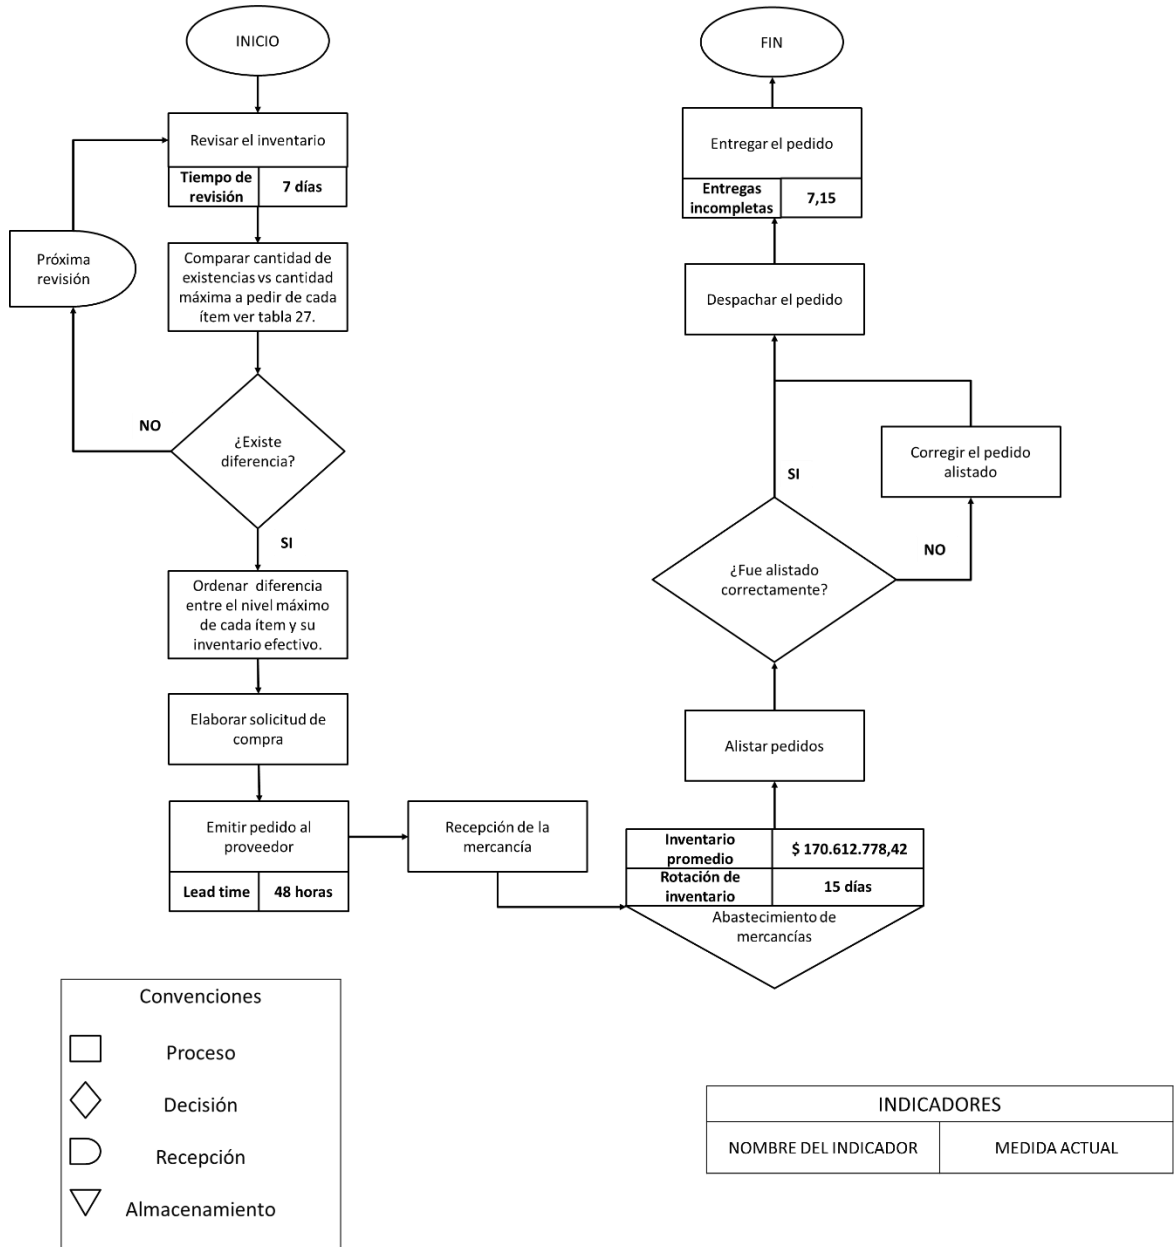 INICIO
Revisar el inventario
Tiempo de
revisión
7 días
Próxima
revisión
Comparar cantidad de
existencias vs cantidad
máxima a pedir de cada
ítem ver tabla 27.
NO
¿Existe
diferencia?
SI
Ordenar diferencia
entre el nivel máximo
de cada ítem y su
inventario efectivo.
Elaborar solicitud de
compra
Emitir pedido al
proveedor
Lead time
48 horas
Recepción de la
mercancía
Inventario
promedio
$ 170.612.778,42
Rotación de
inventario
15 días
Abastecimiento de
mercancías
Alistar pedidos
¿Fue alistado
correctamente?
NO
SI
Corregir el pedido
alistado
Despachar el pedido
Entregar el pedido
Entregas
incompletas
7,15
FIN
Convenciones
Proceso
Decisión
Recepción
Almacenamiento
INDICADORES
NOMBRE DEL INDICADOR
MEDIDA ACTUAL